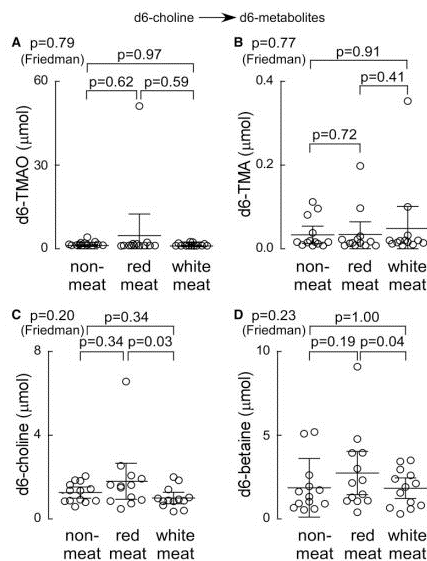 d6-choline → d6-metabolites
A p=0.79
(Friedman)
p=0.97
p=0.62 p=0.59
60
30
0
d6-TMAO (μmol)
non-meat red meat white meat
B p=0.77
(Friedman)
p=0.91
p=0.41
p=0.72
0.4
0.2
0.0
d6-TMA (μmol)
non-meat red meat white meat
C p=0.20
(Friedman)
p=0.34
p=0.34 p=0.03
8
4
0
d6-choline (μmol)
non-meat red meat white meat
D p=0.23
(Friedman)
p=1.00
p=0.19 p=0.04
10
5
0
d6-betaine (μmol)
non-meat red meat white meat